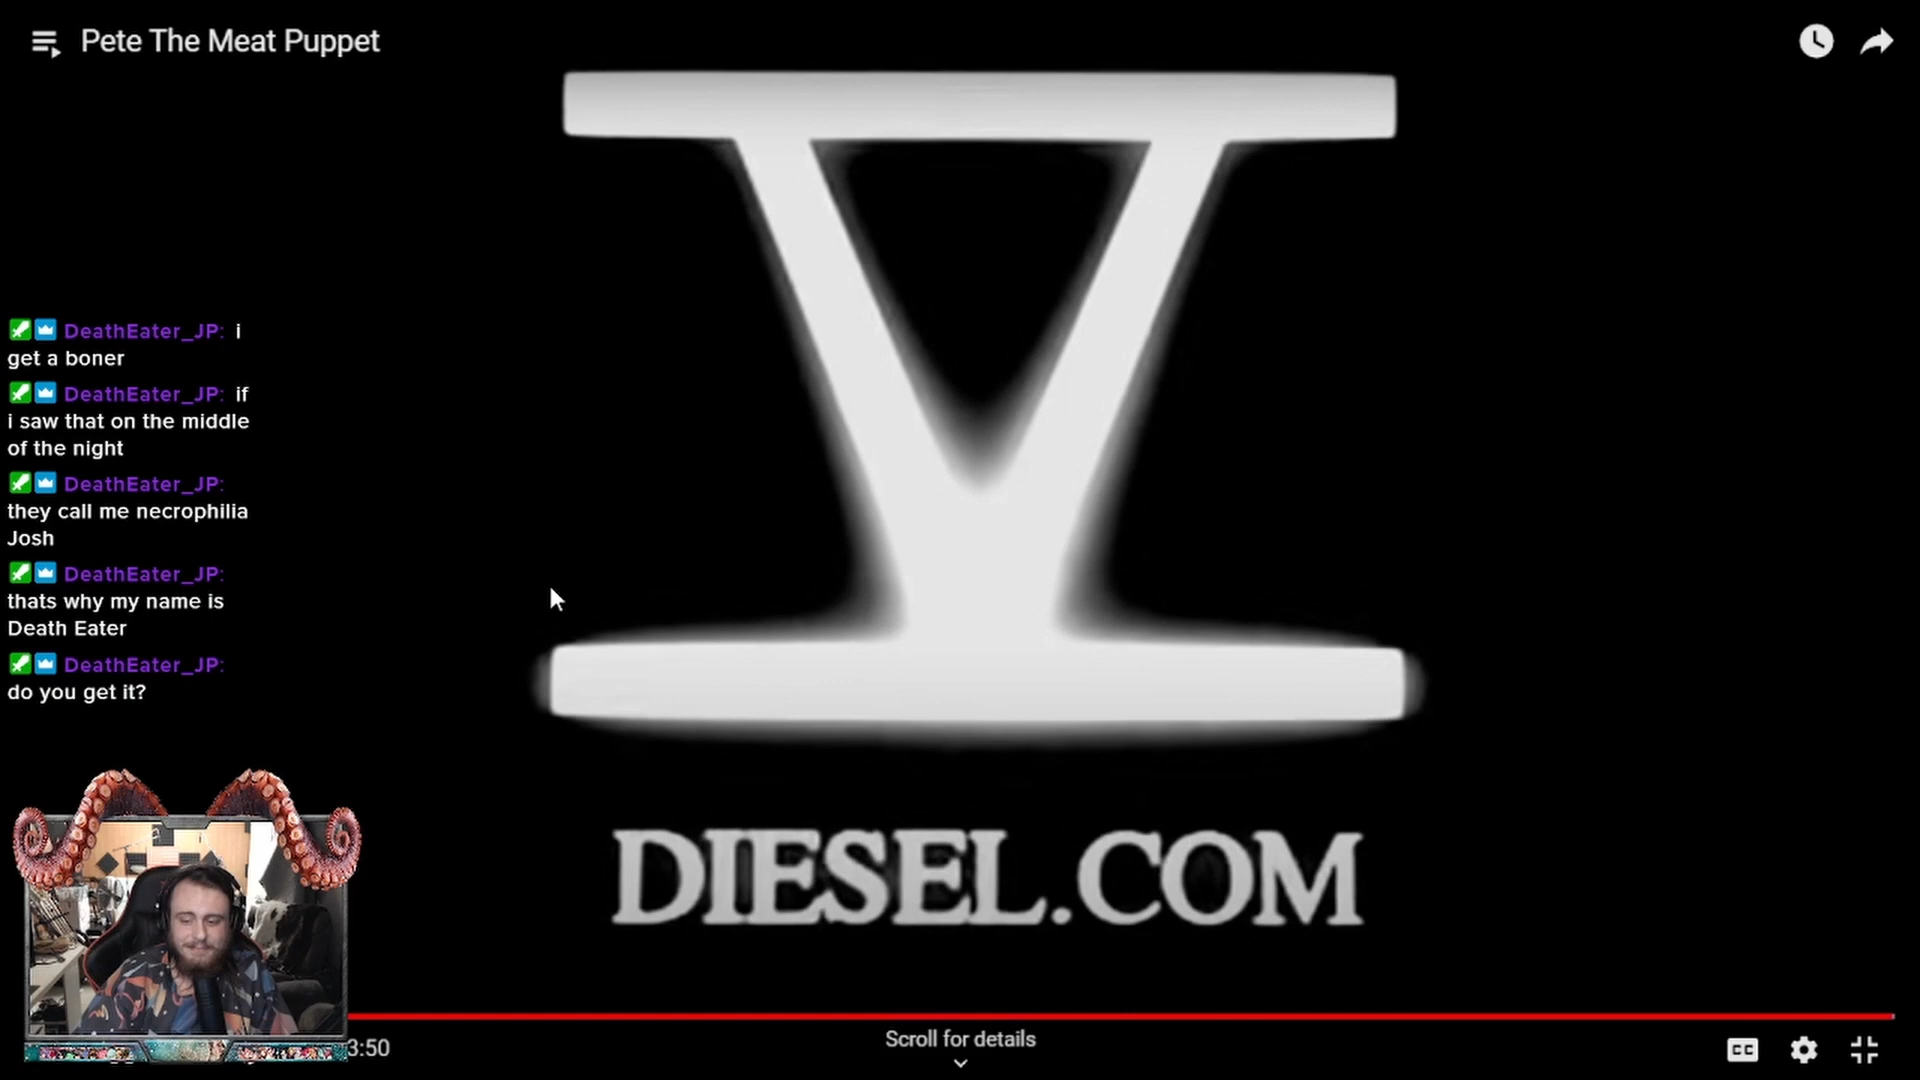 Pete The Meat Puppet
V
DeathEater_JP: i
get a boner
DeathEater_JP: if
i saw that on the middle
of the night
DeathEater_JP:
they call me necrophilia
Josh
DeathEater_JP:
thats why my name is
Death Eater
DeathEater_JP:
do you get it?
DIESEL.COM
3:50
Scroll for details
CC